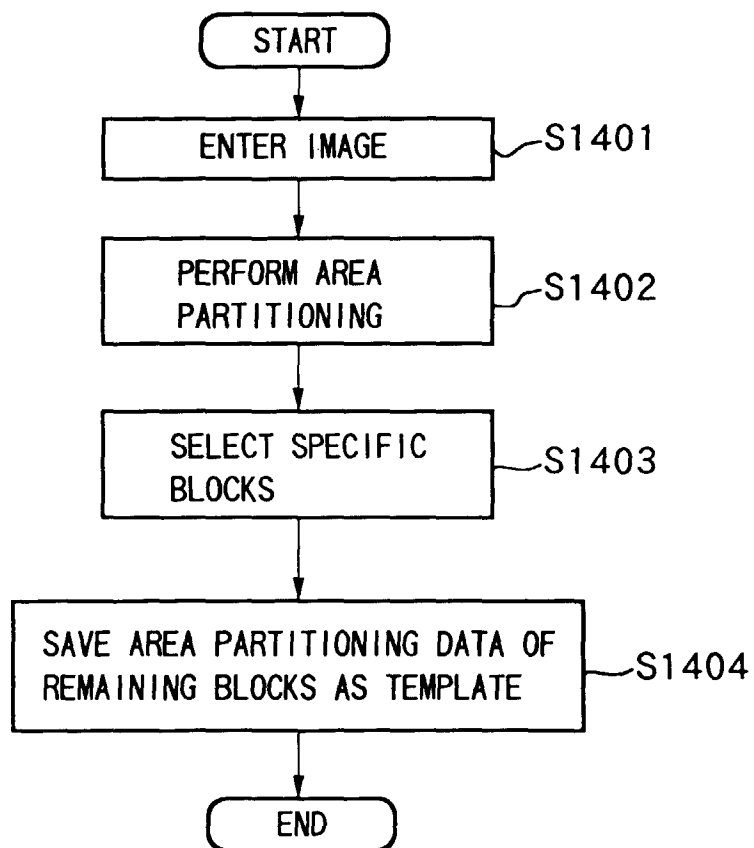 START
ENTER IMAGE
S1401
PERFORM AREA
PARTITIONING
S1402
SELECT SPECIFIC
BLOCKS
S1403
SAVE AREA PARTITIONING DATA OF
REMAINING BLOCKS AS TEMPLATE
S1404
END